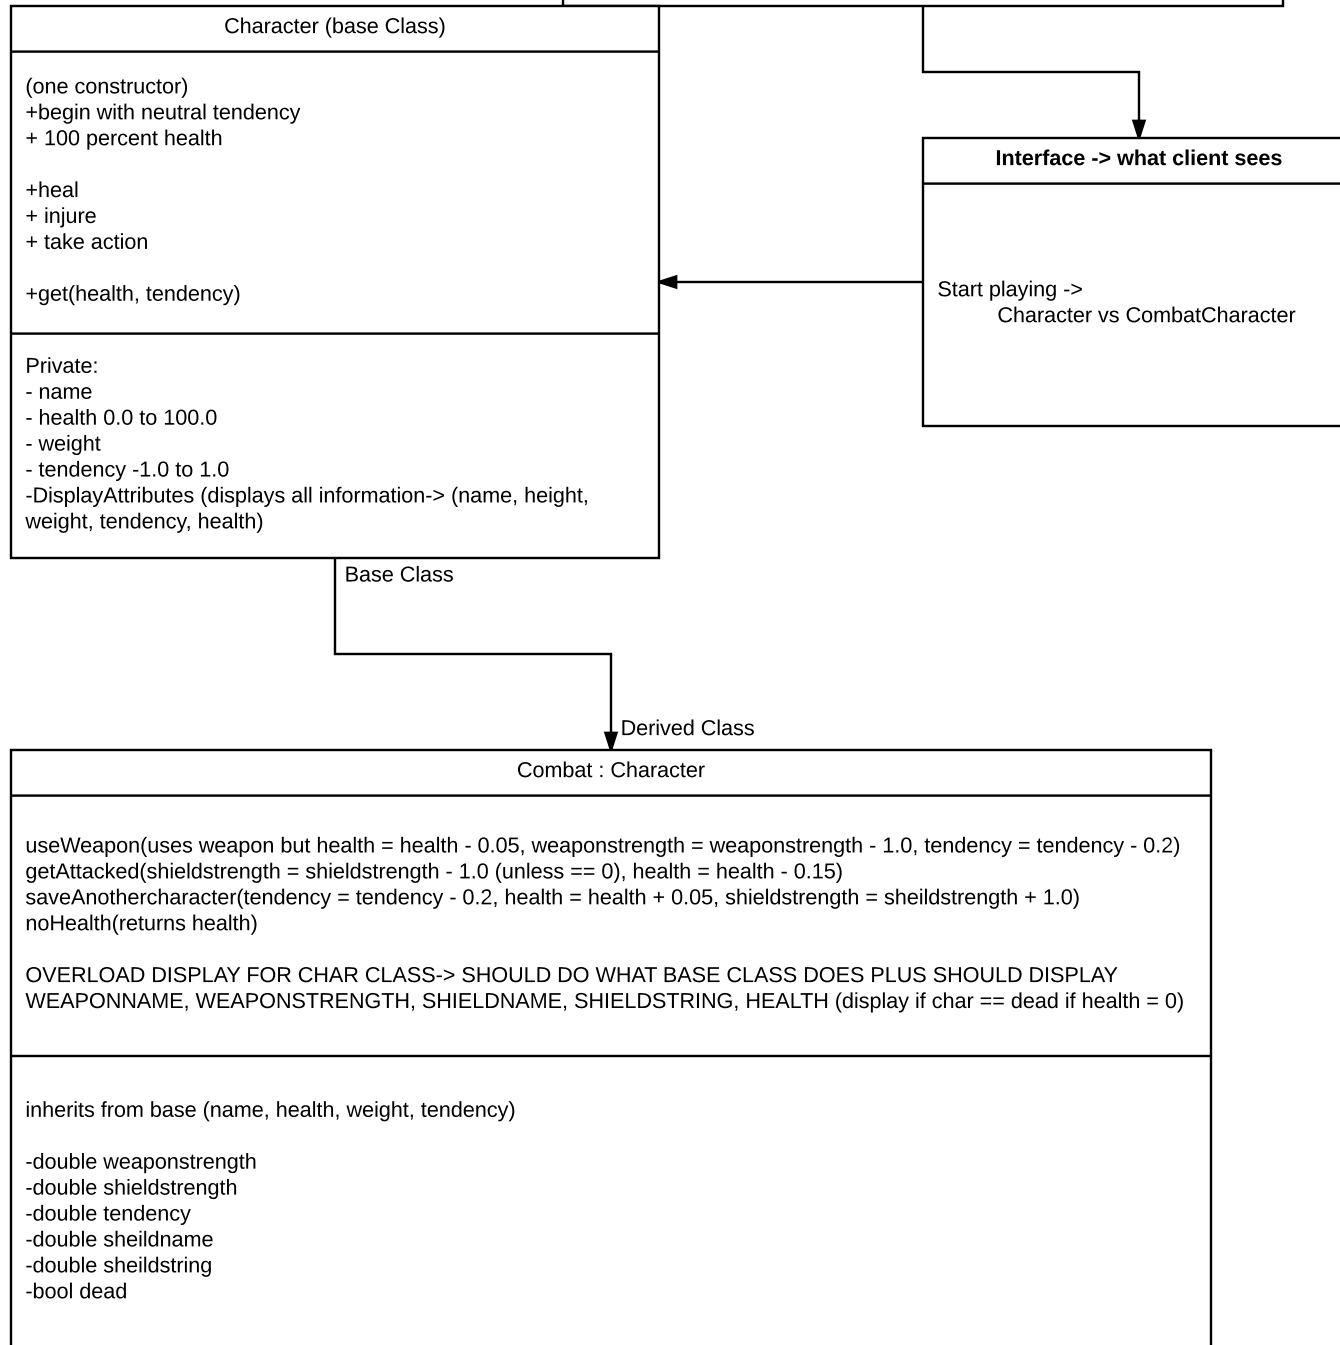 Character (base Class)
(one constructor)
+begin with neutral tendency
+ 100 percent health
+heal
+ injure
+ take action
+get(health, tendency)
Private:
- name
- health 0.0 to 100.0
- weight
- tendency -1.0 to 1.0
-DisplayAttributes (displays all information-> (name, height,
weight, tendency, health)
Interface -> what client sees
Start playing ->
Character vs CombatCharacter
Base Class
Derived Class
Combat : Character
useWeapon(uses weapon but health = health - 0.05, weaponstrength = weaponstrength - 1.0, tendency = tendency - 0.2)
getAttacked(shieldstrength = shieldstrength - 1.0 (unless == 0), health = health - 0.15)
saveAnothercharacter(tendency = tendency - 0.2, health = health + 0.05, shieldstrength = sheildstrength + 1.0)
noHealth(returns health)
OVERLOAD DISPLAY FOR CHAR CLASS-> SHOULD DO WHAT BASE CLASS DOES PLUS SHOULD DISPLAY
WEAPONNAME, WEAPONSTRENGTH, SHIELDNAME, SHIELDSTRING, HEALTH (display if char == dead if health = 0)
inherits from base (name, health, weight, tendency)
-double weaponstrength
-double shieldstrength
-double tendency
-double sheildname
-double sheildstring
-bool dead